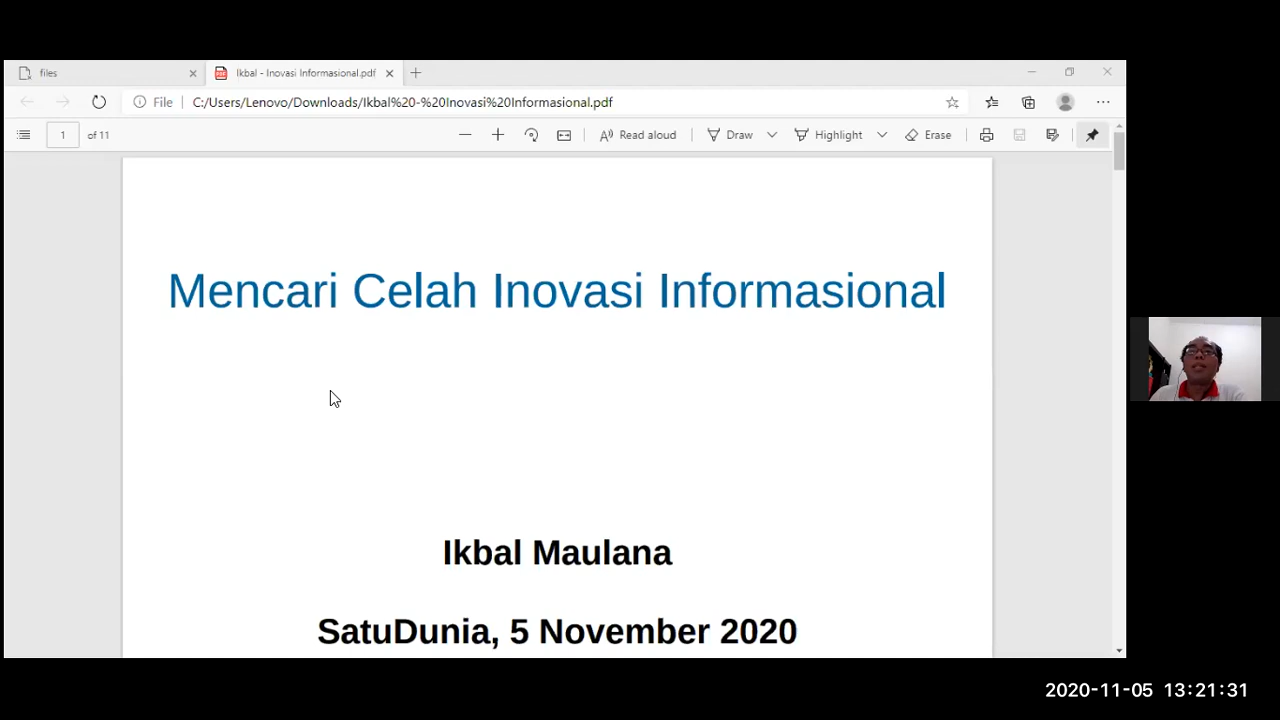 files
Ikbal - Inovasi Informasional.pdf
File
C:/Users/Lenovo/Downloads/Ikbal%20-%20Inovasi%20Informasional.pdf
1 of 11
Read aloud
Draw
Highlight
Erase
Mencari Celah Inovasi Informasional
Ikbal Maulana
SatuDunia, 5 November 2020
2020-11-05 13:21:31